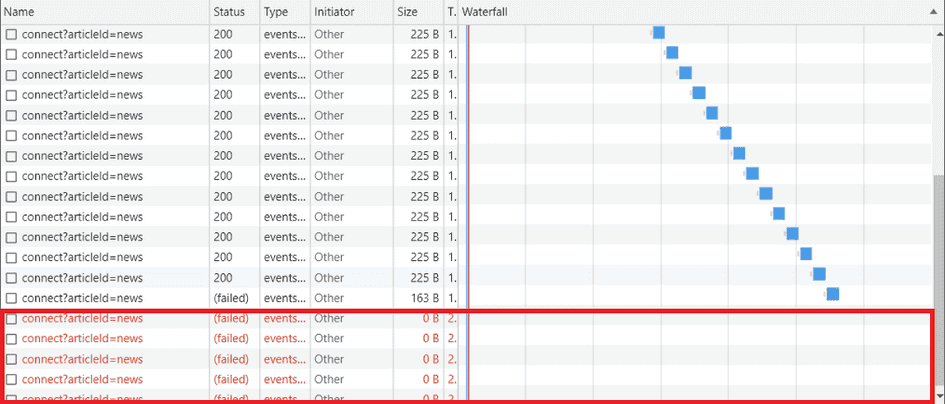 Name Status Type Initiator Size T. Waterfall
connect?articleId=news 200 events... Other 225 B 1.
connect?articleId=news 200 events... Other 225 B 1.
connect?articleId=news 200 events... Other 225 B 1.
connect?articleId=news 200 events... Other 225 B 1.
connect?articleId=news 200 events... Other 225 B 1.
connect?articleId=news 200 events... Other 225 B 1.
connect?articleId=news 200 events... Other 225 B 1.
connect?articleId=news 200 events... Other 225 B 1.
connect?articleId=news 200 events... Other 225 B 1.
connect?articleId=news 200 events... Other 225 B 1.
connect?articleId=news 200 events... Other 225 B 1.
connect?articleId=news 200 events... Other 225 B 1.
connect?articleId=news 200 events... Other 225 B 1.
connect?articleId=news (failed) events... Other 163 B 1.
connect?articleId=news (failed) events... Other 0 B 2.
connect?articleId=news (failed) events... Other 0 B 2.
connect?articleId=news (failed) events... Other 0 B 2.
connect?articleId=news (failed) events... Other 0 B 2.
connect?articleId=news (failed) events... Other 0 B 2.